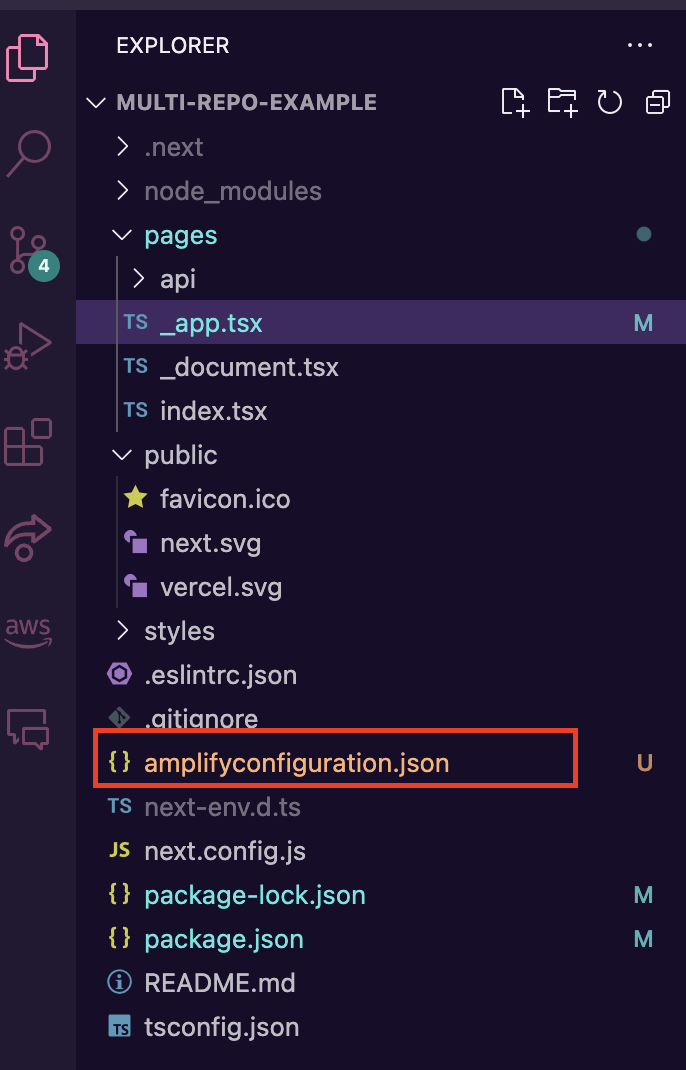 EXPLORER
MULTI-REPO-EXAMPLE
.next
node_modules
pages
api
TS _app.tsx M
TS _document.tsx
TS index.tsx
public
favicon.ico
next.svg
vercel.svg
styles
.eslintrc.json
.gitignore
{} amplifyconfiguration.json U
TS next-env.d.ts
JS next.config.js
{} package-lock.json M
{} package.json M
README.md
TS tsconfig.json
4
aws